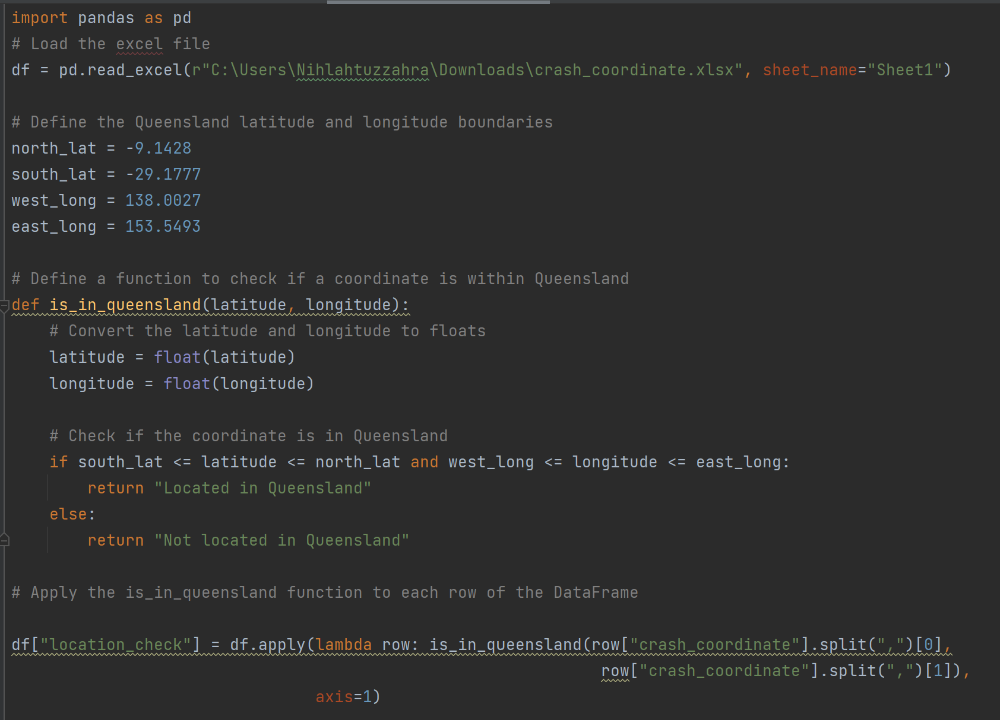 import pandas as pd
# Load the excel file
df = pd.read_excel(r"C:\Users\Nihlahtuzzahra\Downloads\crash_coordinate.xlsx", sheet_name="Sheet1")
# Define the Queensland latitude and longitude boundaries
north_lat = -9.1428
south_lat = -29.1777
west_long = 138.0027
east_long = 153.5493
# Define a function to check if a coordinate is within Queensland
def is_in_queensland(latitude, longitude):
    # Convert the latitude and longitude to floats
    latitude = float(latitude)
    longitude = float(longitude)
    # Check if the coordinate is in Queensland
    if south_lat <= latitude <= north_lat and west_long <= longitude <= east_long:
        return "Located in Queensland"
    else:
        return "Not located in Queensland"
# Apply the is_in_queensland function to each row of the DataFrame
df["location_check"] = df.apply(lambda row: is_in_queensland(row["crash_coordinate"].split(",")[0],
                                                              row["crash_coordinate"].split(",")[1]),
                                axis=1)